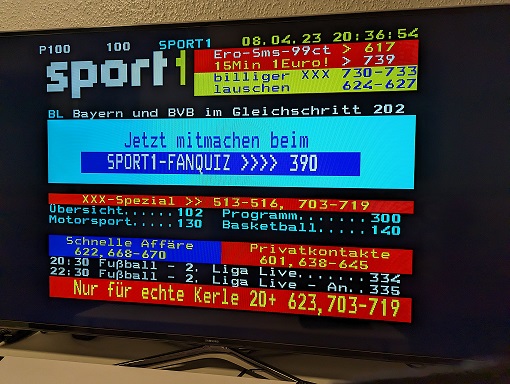 P100 100 SPORT1 08.04.23 20:36:54
sport1
Ero-Sms-99ct > 617
15Min 1Euro! > 739
billiger XXX 730-733
lauschen 624-627
BL Bayern und BVB im Gleichschritt 202
Jetzt mitmachen beim
SPORT1-FANQUIZ >>>> 390
XXX-Spezial >> 513-516, 703-719
Übersicht......102 Programm.......300
Motorsport.....130 Basketball.....140
Schnelle Affäre
622,668-670
Privatkontakte
601,638-645
20:30 Fußball - 2. Liga Live.......334
22:30 Fußball - 2. Liga Live - An..335
Nur für echte Kerle 20+ 623,703-719